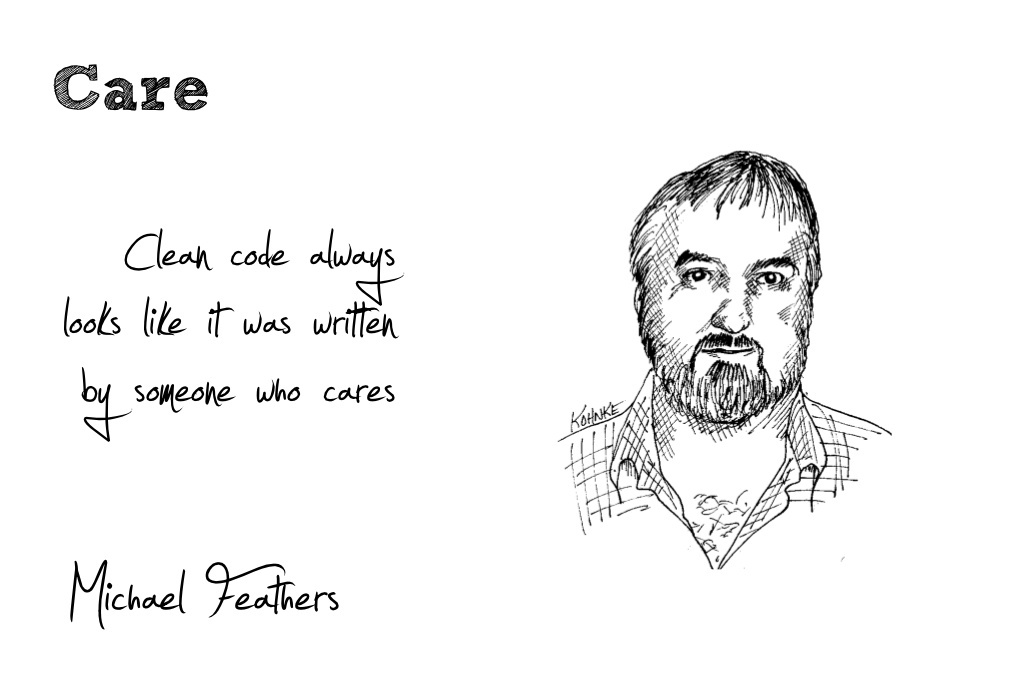 Care
Clean code always
looks like it was written
by someone who cares
KOHNKE
Michael Feathers